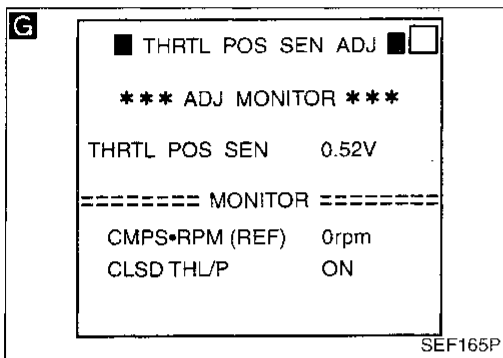 G
■ THRTL POS SEN ADJ ■
*** ADJ MONITOR ***
THRTL POS SEN 0.52V
======== MONITOR ========
CMPS•RPM (REF) 0rpm
CLSD THL/P ON
SEF165P